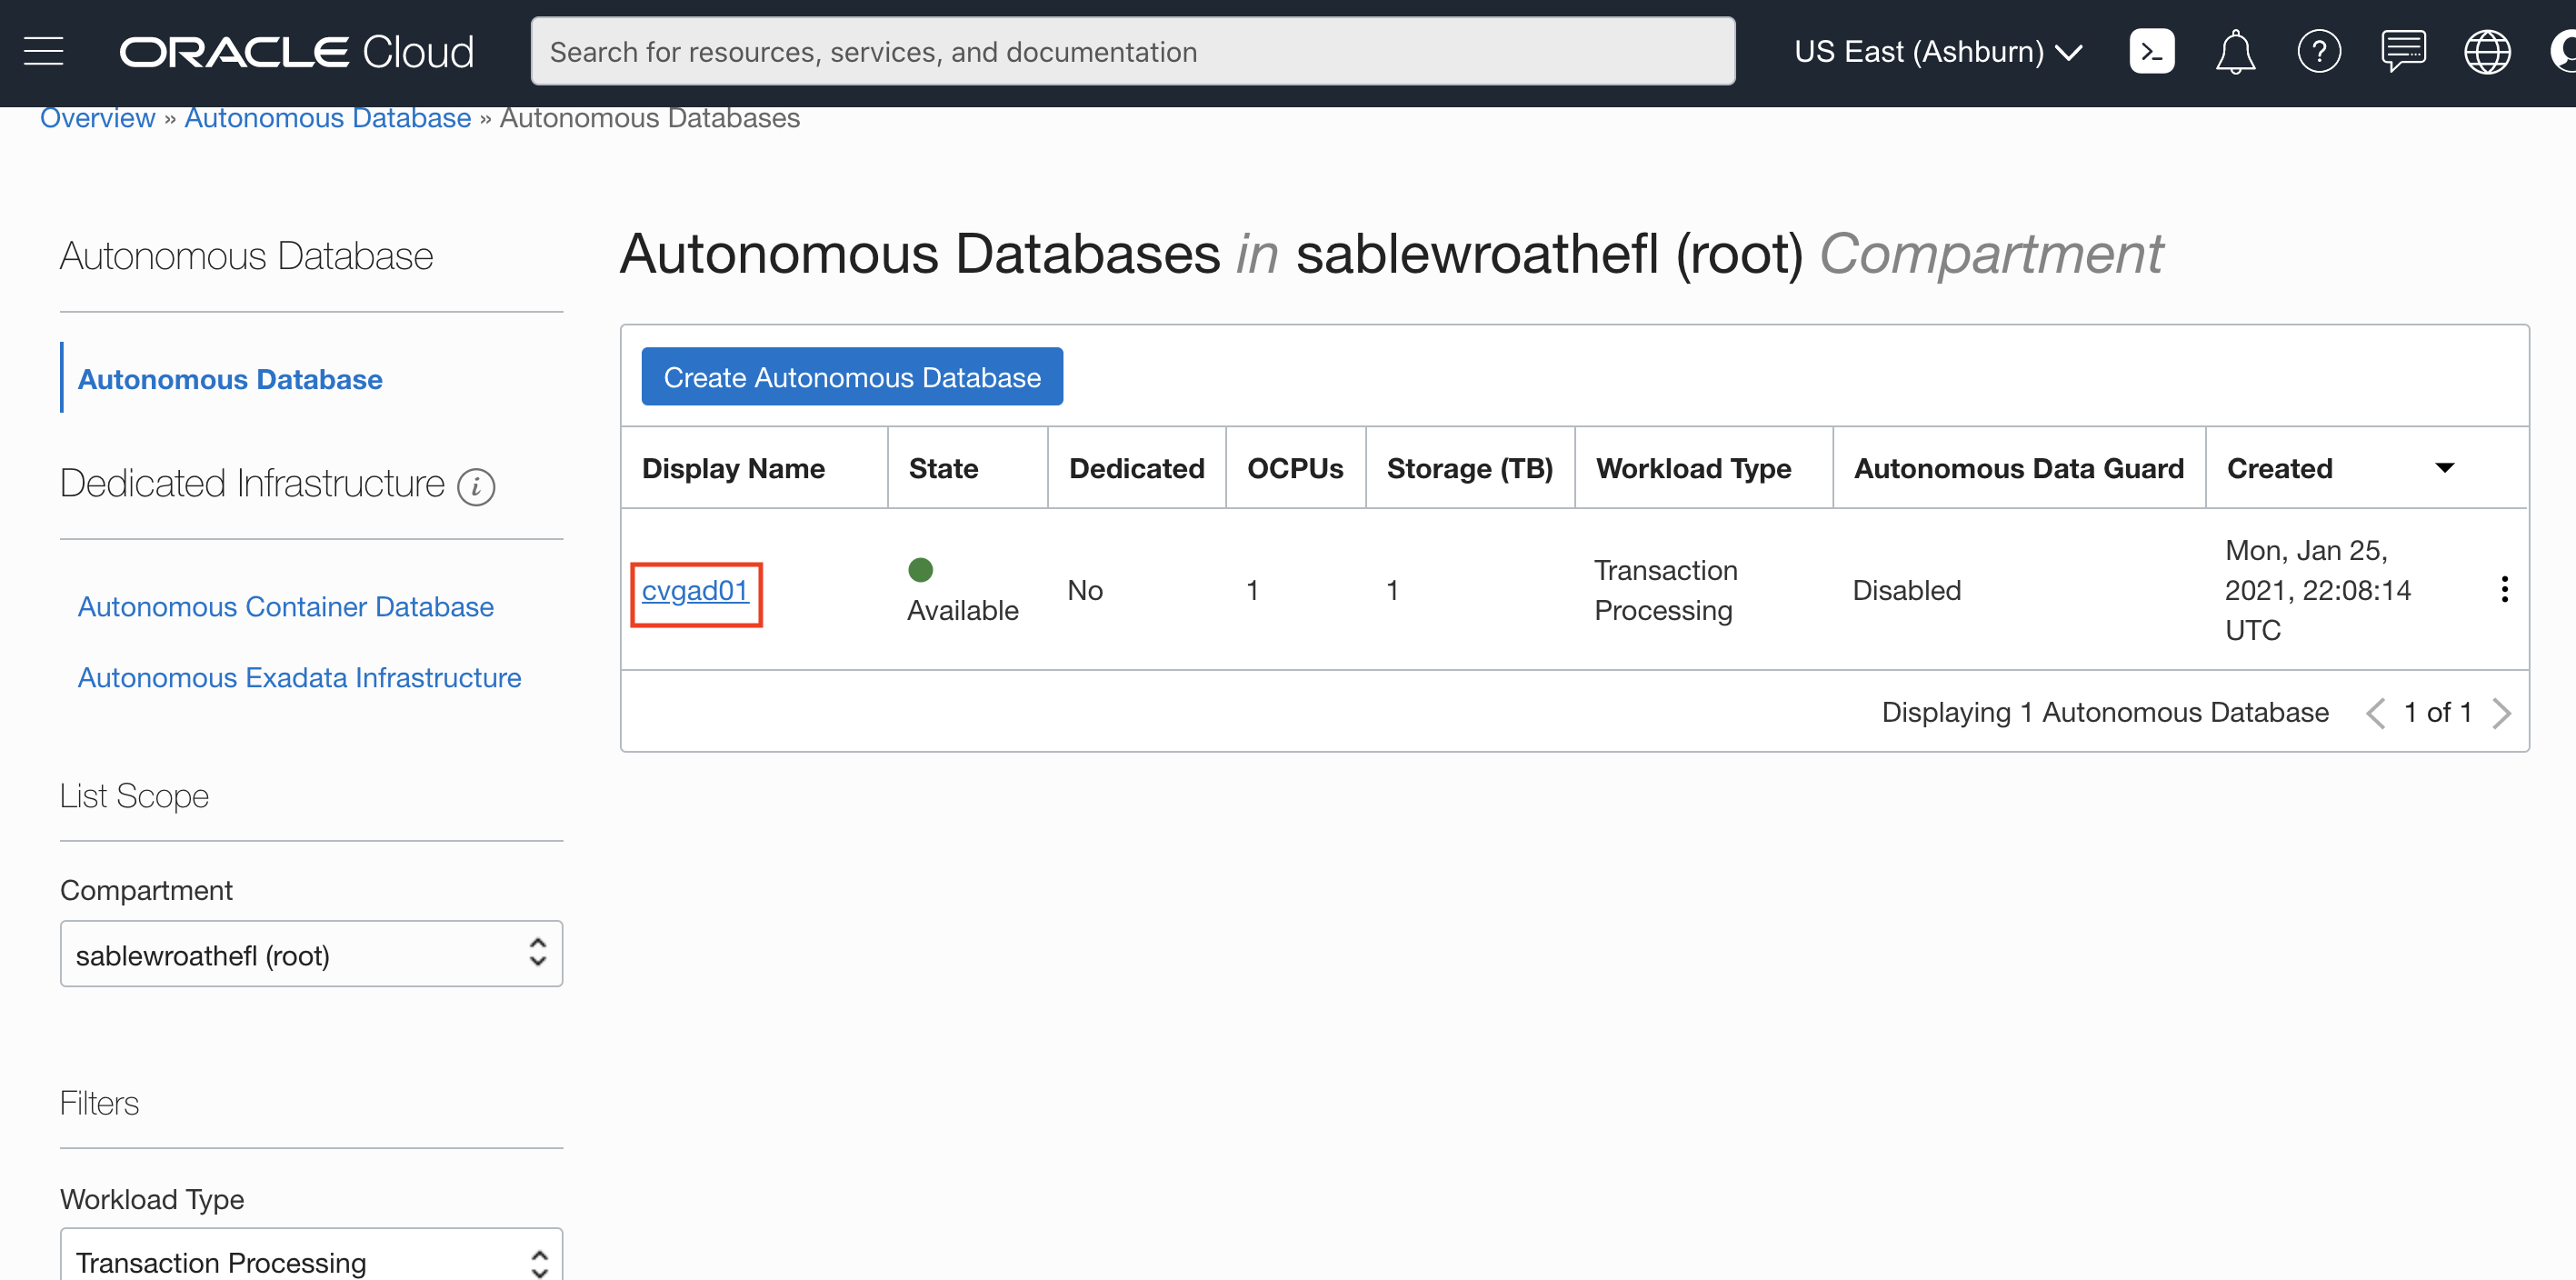 ORACLE Cloud
Search for resources, services, and documentation
US East (Ashburn)
Overview » Autonomous Database » Autonomous Databases
Autonomous Database
Autonomous Database
Dedicated Infrastructure i
Autonomous Container Database
Autonomous Exadata Infrastructure
List Scope
Compartment
sablewroathefl (root)
Filters
Workload Type
Transaction Processing
Autonomous Databases in sablewroathefl (root) Compartment
Create Autonomous Database
Display Name State Dedicated OCPUs Storage (TB) Workload Type Autonomous Data Guard Created
cvgad01 Available No 1 1 Transaction Processing Disabled Mon, Jan 25, 2021, 22:08:14 UTC
Displaying 1 Autonomous Database < 1 of 1 >